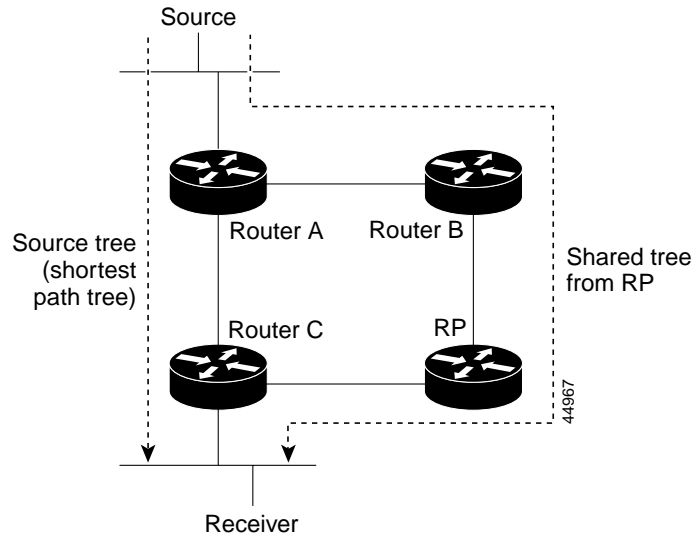 Source
Router A
Router B
Source tree
(shortest
path tree)
Shared tree
from RP
Router C
RP
44967
Receiver